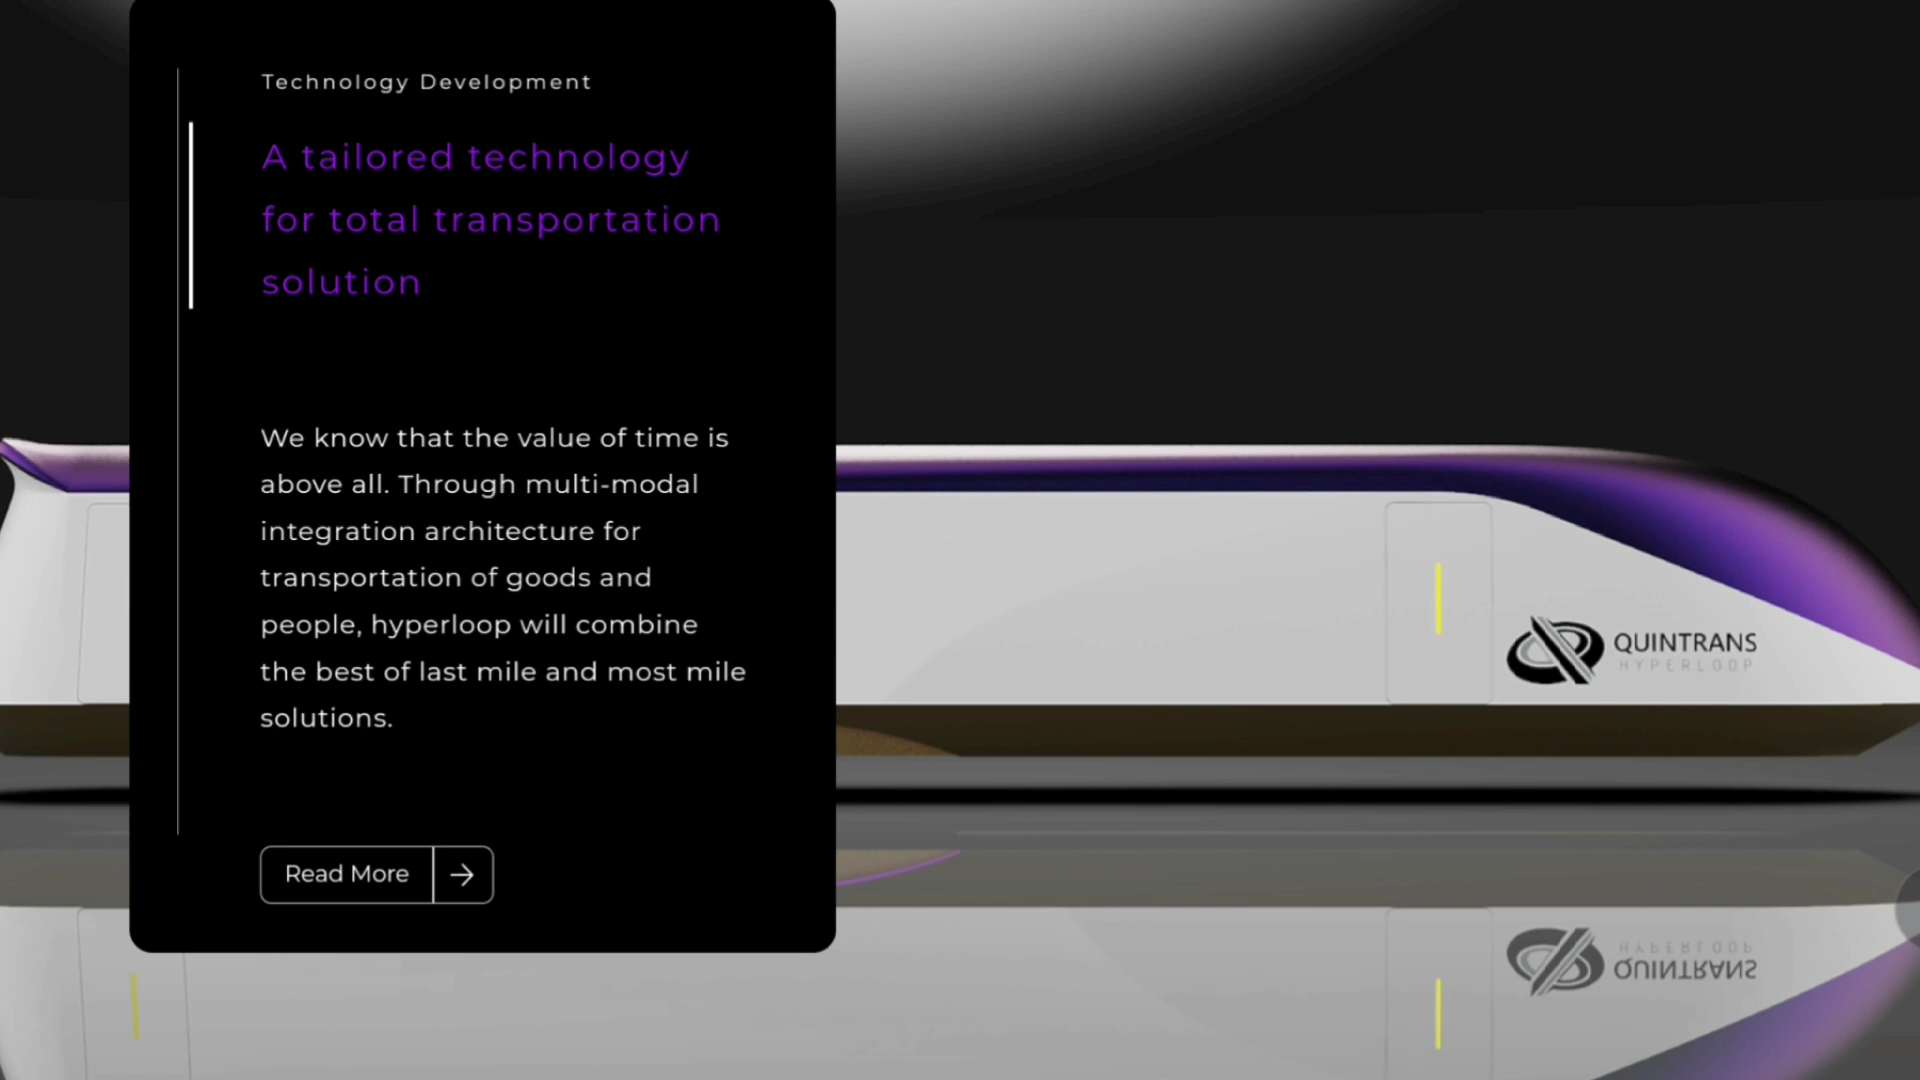 Technology Development
A tailored technology
for total transportation
solution
We know that the value of time is
above all. Through multi-modal
integration architecture for
transportation of goods and
people, hyperloop will combine
the best of last mile and most mile
solutions.
Read More
QUINTRANS
HYPERLOOP
HYPERLOOP
QUINTRANS